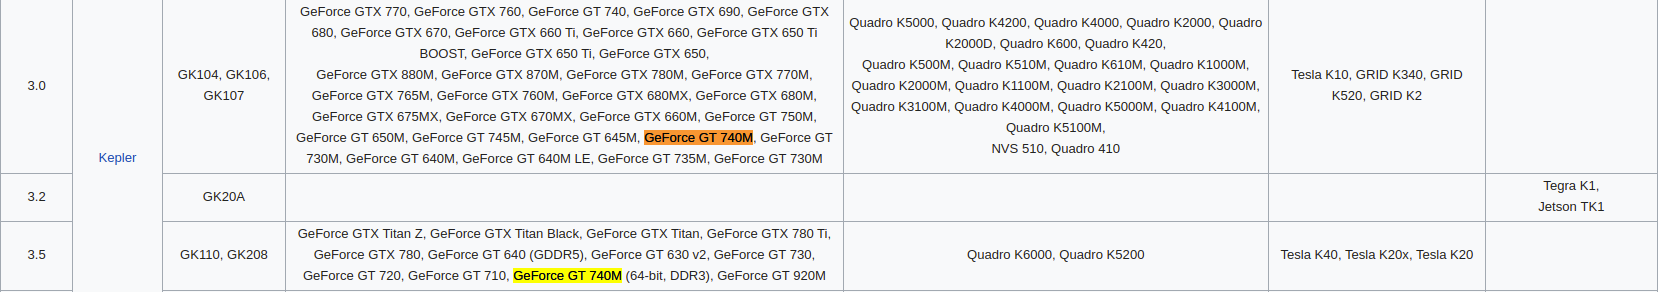 3.0
Kepler
GK104, GK106,
GK107
GeForce GTX 770, GeForce GTX 760, GeForce GT 740, GeForce GTX 690, GeForce GTX
680, GeForce GTX 670, GeForce GTX 660 Ti, GeForce GTX 660, GeForce GTX 650 Ti
BOOST, GeForce GTX 650 Ti, GeForce GTX 650,
GeForce GTX 880M, GeForce GTX 870M, GeForce GTX 780M, GeForce GTX 770M,
GeForce GTX 765M, GeForce GTX 760M, GeForce GTX 680MX, GeForce GTX 680M,
GeForce GTX 675MX, GeForce GTX 670MX, GeForce GTX 660M, GeForce GT 750M,
GeForce GT 650M, GeForce GT 745M, GeForce GT 645M, GeForce GT 740M, GeForce GT
730M, GeForce GT 640M, GeForce GT 640M LE, GeForce GT 735M, GeForce GT 730M
Quadro K5000, Quadro K4200, Quadro K4000, Quadro K2000, Quadro
K2000D, Quadro K600, Quadro K420,
Quadro K500M, Quadro K510M, Quadro K610M, Quadro K1000M,
Quadro K2000M, Quadro K1100M, Quadro K2100M, Quadro K3000M,
Quadro K3100M, Quadro K4000M, Quadro K5000M, Quadro K4100M,
Quadro K5100M,
NVS 510, Quadro 410
Tesla K10, GRID K340, GRID
K520, GRID K2
3.2
GK20A
Tegra K1,
Jetson TK1
3.5
GK110, GK208
GeForce GTX Titan Z, GeForce GTX Titan Black, GeForce GTX Titan, GeForce GTX 780 Ti,
GeForce GTX 780, GeForce GT 640 (GDDR5), GeForce GT 630 v2, GeForce GT 730,
GeForce GT 720, GeForce GT 710, GeForce GT 740M (64-bit, DDR3), GeForce GT 920M
Quadro K6000, Quadro K5200
Tesla K40, Tesla K20x, Tesla K20